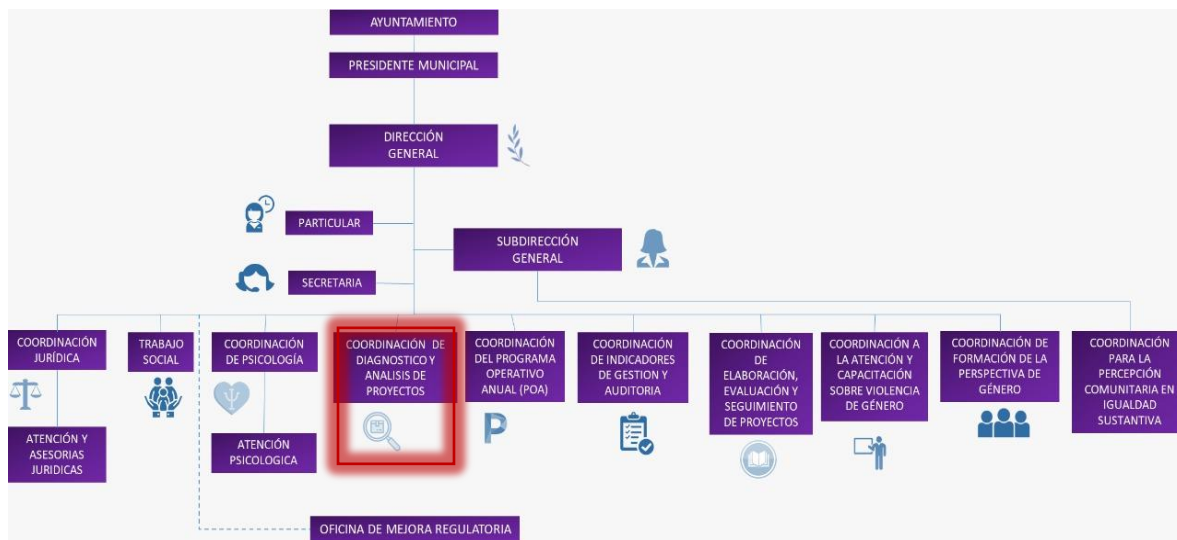 AYUNTAMIENTO
PRESIDENTE MUNICIPAL
DIRECCIÓN
GENERAL
PARTICULAR
SUBDIRECCIÓN
GENERAL
SECRETARIA
COORDINACIÓN
JURÍDICA
TRABAJO
SOCIAL
COORDINACIÓN
DE PSICOLOGÍA
COORDINACIÓN DE
DIAGNOSTICO Y
ANALISIS DE
PROYECTOS
COORDINACIÓN
DEL PROGRAMA
OPERATIVO
ANUAL (POA)
COORDINACIÓN
DE INDICADORES
DE GESTION Y
AUDITORIA
COORDINACIÓN
DE
ELABORACIÓN,
EVALUACIÓN Y
SEGUIMIENTO
DE PROYECTOS
COORDINACIÓN A
LA ATENCIÓN Y
CAPACITACIÓN
SOBRE VIOLENCIA
DE GÉNERO
COORDINACIÓN DE
FORMACIÓN DE LA
PERSPECTIVA DE
GÉNERO
COORDINACIÓN
PARA LA
PERCEPCIÓN
COMUNITARIA EN
IGUALDAD
SUSTANTIVA
ATENCIÓN Y
ASESORIAS
JURIDICAS
ATENCIÓN
PSICOLOGICA
P
OFICINA DE MEJORA REGULATORIA